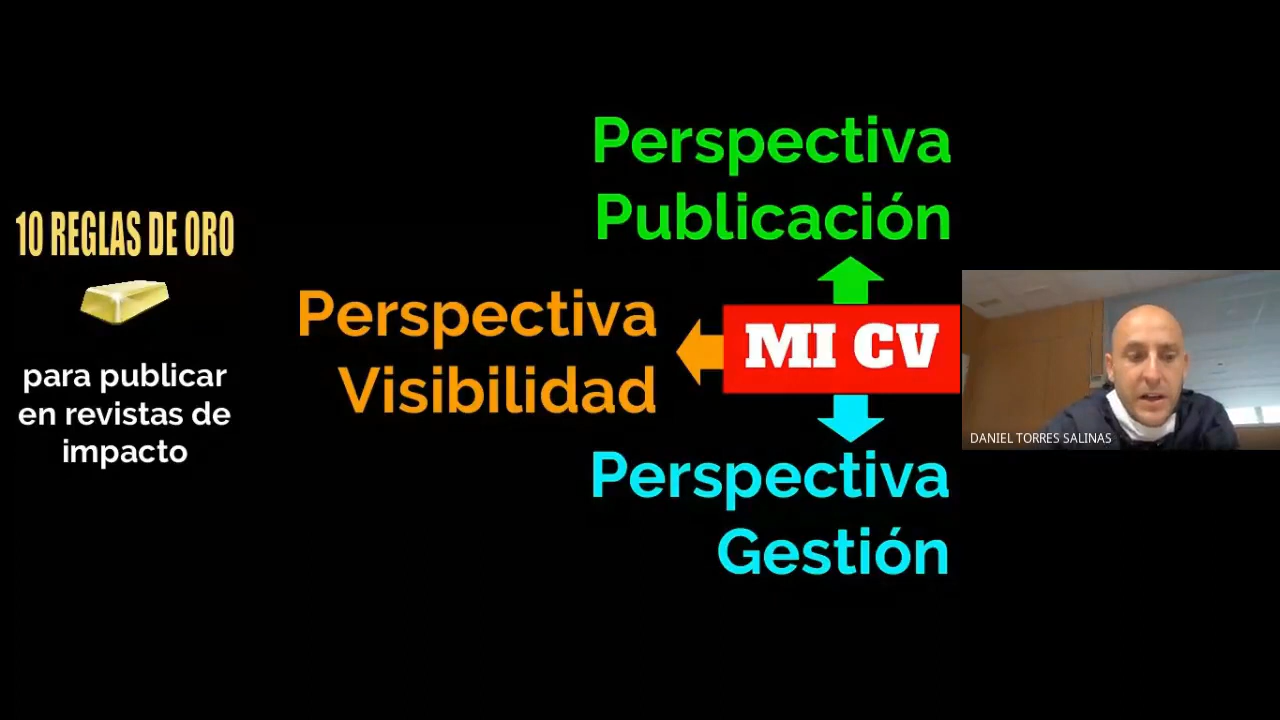 10 REGLAS DE ORO
para publicar
en revistas de
impacto
Perspectiva
Publicación
Perspectiva
Visibilidad
MI CV
Perspectiva
Gestión
DANIEL TORRES SALINAS